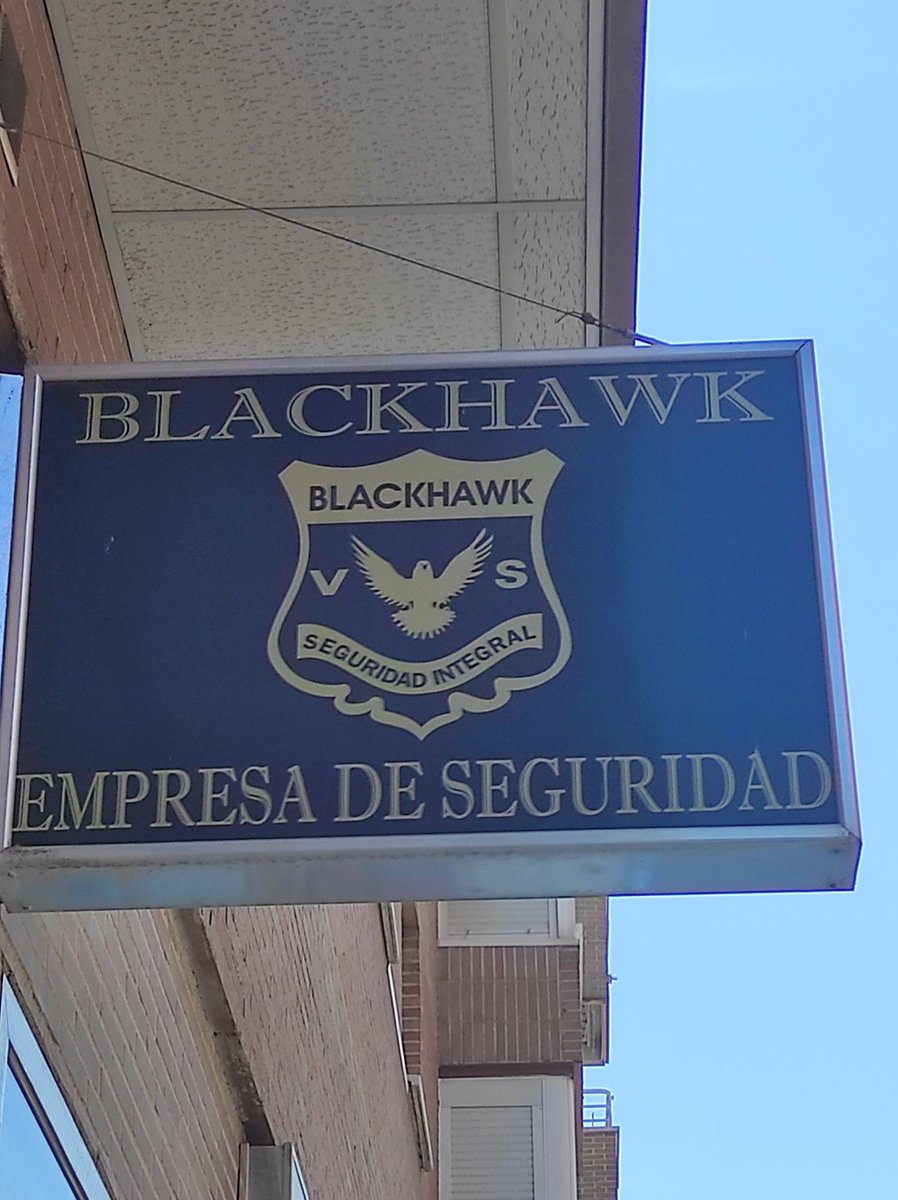 BLACKHAWK
BLACKHAWK
V S
SEGURIDAD INTEGRAL
EMPRESA DE SEGURIDAD